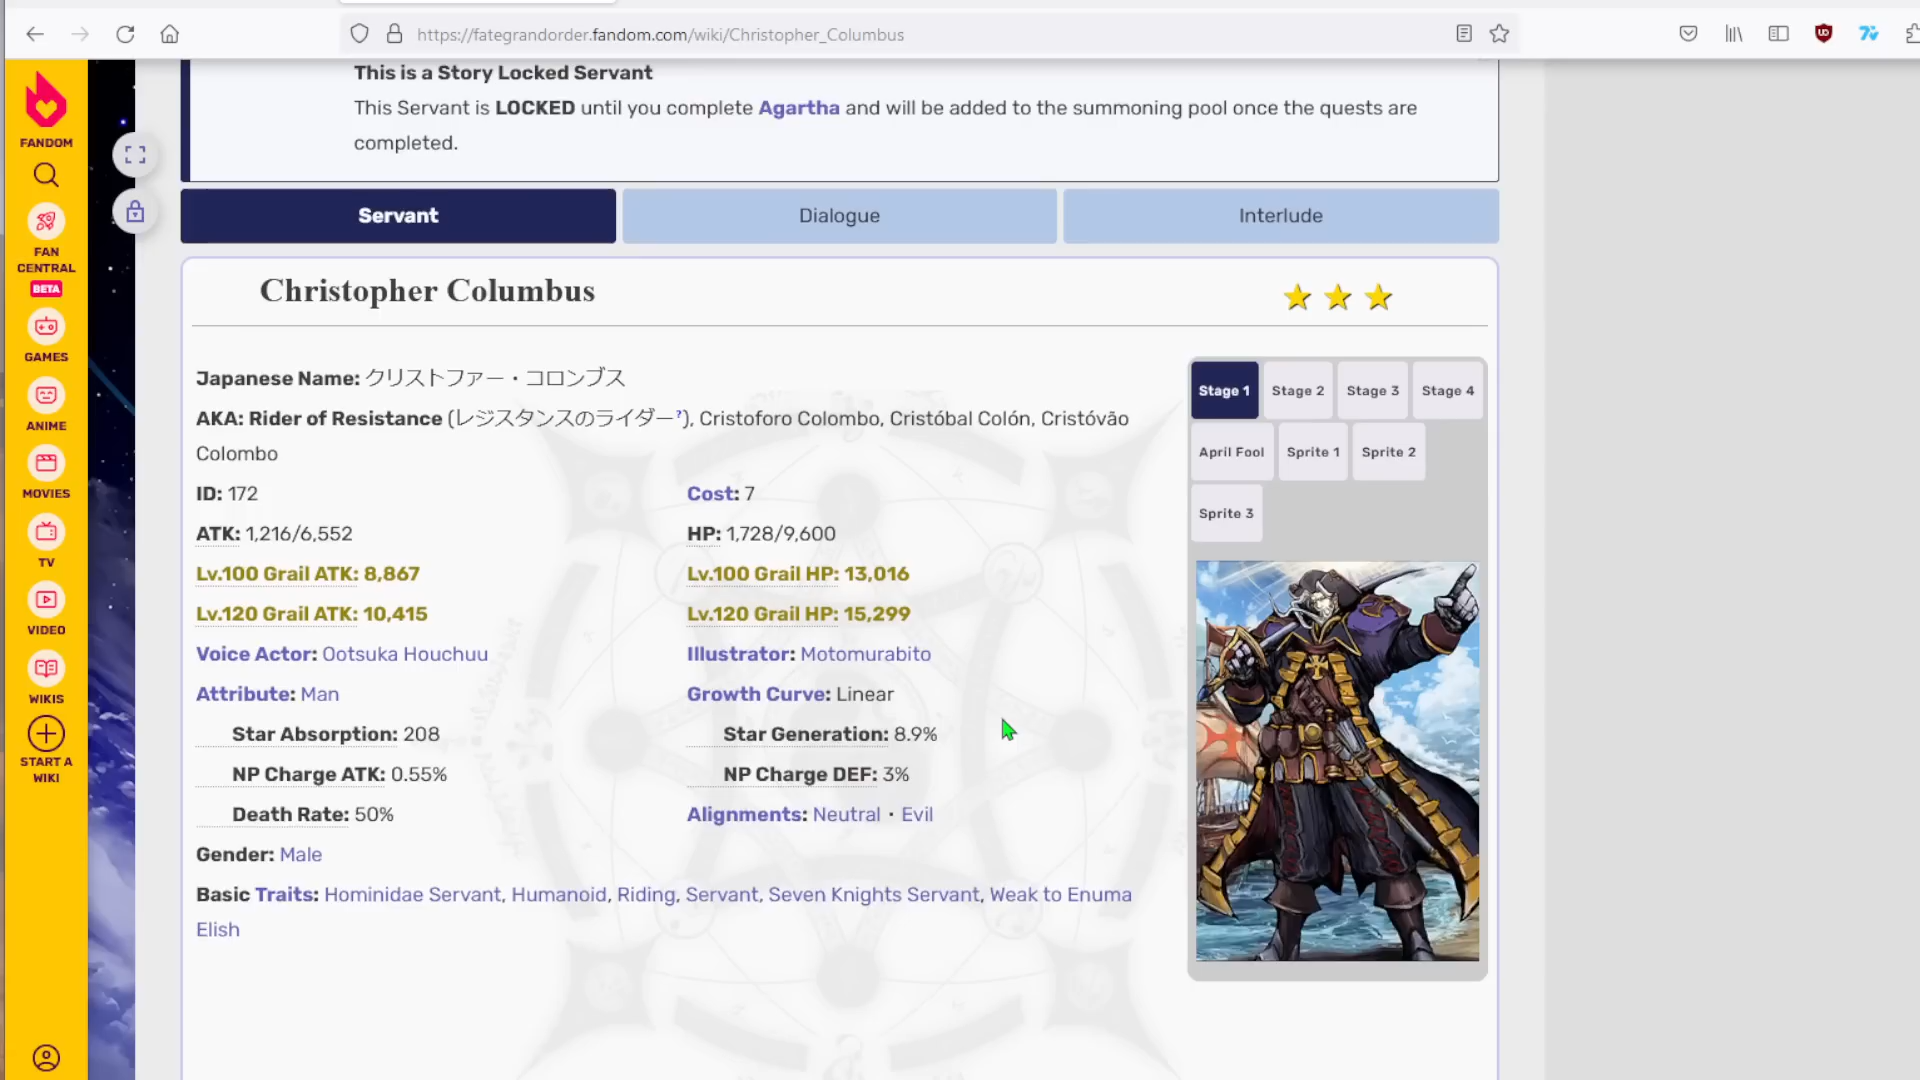 https://fategrandorder.fandom.com/wiki/Christopher_Columbus
FANDOM
FAN
CENTRAL
BETA
GAMES
ANIME
MOVIES
TV
VIDEO
WIKIS
START A
WIKI
This is a Story Locked Servant
This Servant is LOCKED until you complete Agartha and will be added to the summoning pool once the quests are
completed.
Servant
Dialogue
Interlude
Christopher Columbus
Japanese Name: クリストファー・コロンブス
AKA: Rider of Resistance (レジスタンスのライダー?), Cristoforo Colombo, Cristóbal Colón, Cristóvão
Colombo
ID: 172
Cost: 7
ATK: 1,216/6,552
HP: 1,728/9,600
Lv.100 Grail ATK: 8,867
Lv.100 Grail HP: 13,016
Lv.120 Grail ATK: 10,415
Lv.120 Grail HP: 15,299
Voice Actor: Ootsuka Houchuu
Illustrator: Motomurabito
Attribute: Man
Growth Curve: Linear
Star Absorption: 208
Star Generation: 8.9%
NP Charge ATK: 0.55%
NP Charge DEF: 3%
Death Rate: 50%
Alignments: Neutral・Evil
Gender: Male
Basic Traits: Hominidae Servant, Humanoid, Riding, Servant, Seven Knights Servant, Weak to Enuma
Elish
Stage 1
Stage 2
Stage 3
Stage 4
April Fool
Sprite 1
Sprite 2
Sprite 3